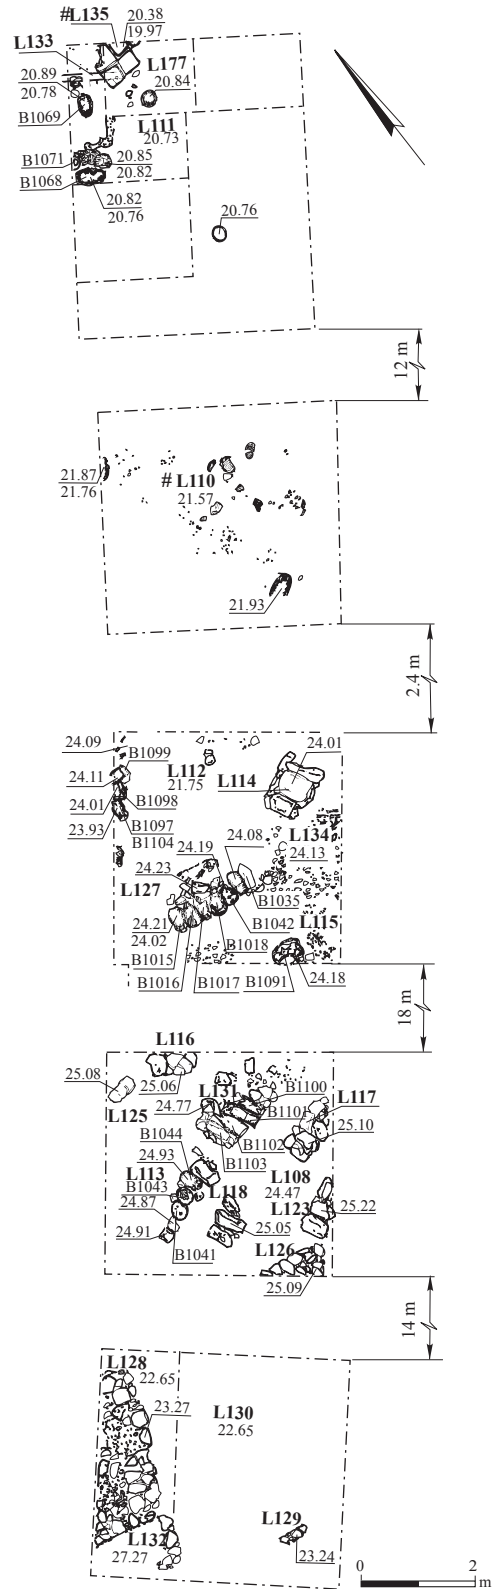 #L135
20.38
19.97
L133
L177
20.89
20.78
20.84
B1069
L111
20.73
B1071
20.85
20.82
B1068
20.82
20.76
20.76
12 m
21.87
21.76
#L110
21.57
21.93
2.4 m
24.09
B1099
24.01
24.11
L112
21.75
L114
24.01
B1098
23.93
B1097
B1104
24.19
24.08
L134
24.13
24.23
L127
B1035
24.21
24.02
B1042
L115
B1018
B1015
B1016
B1017
B1091
24.18
18 m
L116
25.08
25.06
L131
B1100
L125
24.77
B1101
L117
B1044
25.10
24.93
B1102
L113
B1103
L108
24.47
B1043
L118
24.87
L123
25.22
24.91
25.05
B1041
L126
25.09
14 m
L128
22.65
23.27
L130
22.65
L129
L132
27.27
23.24
0
2
m